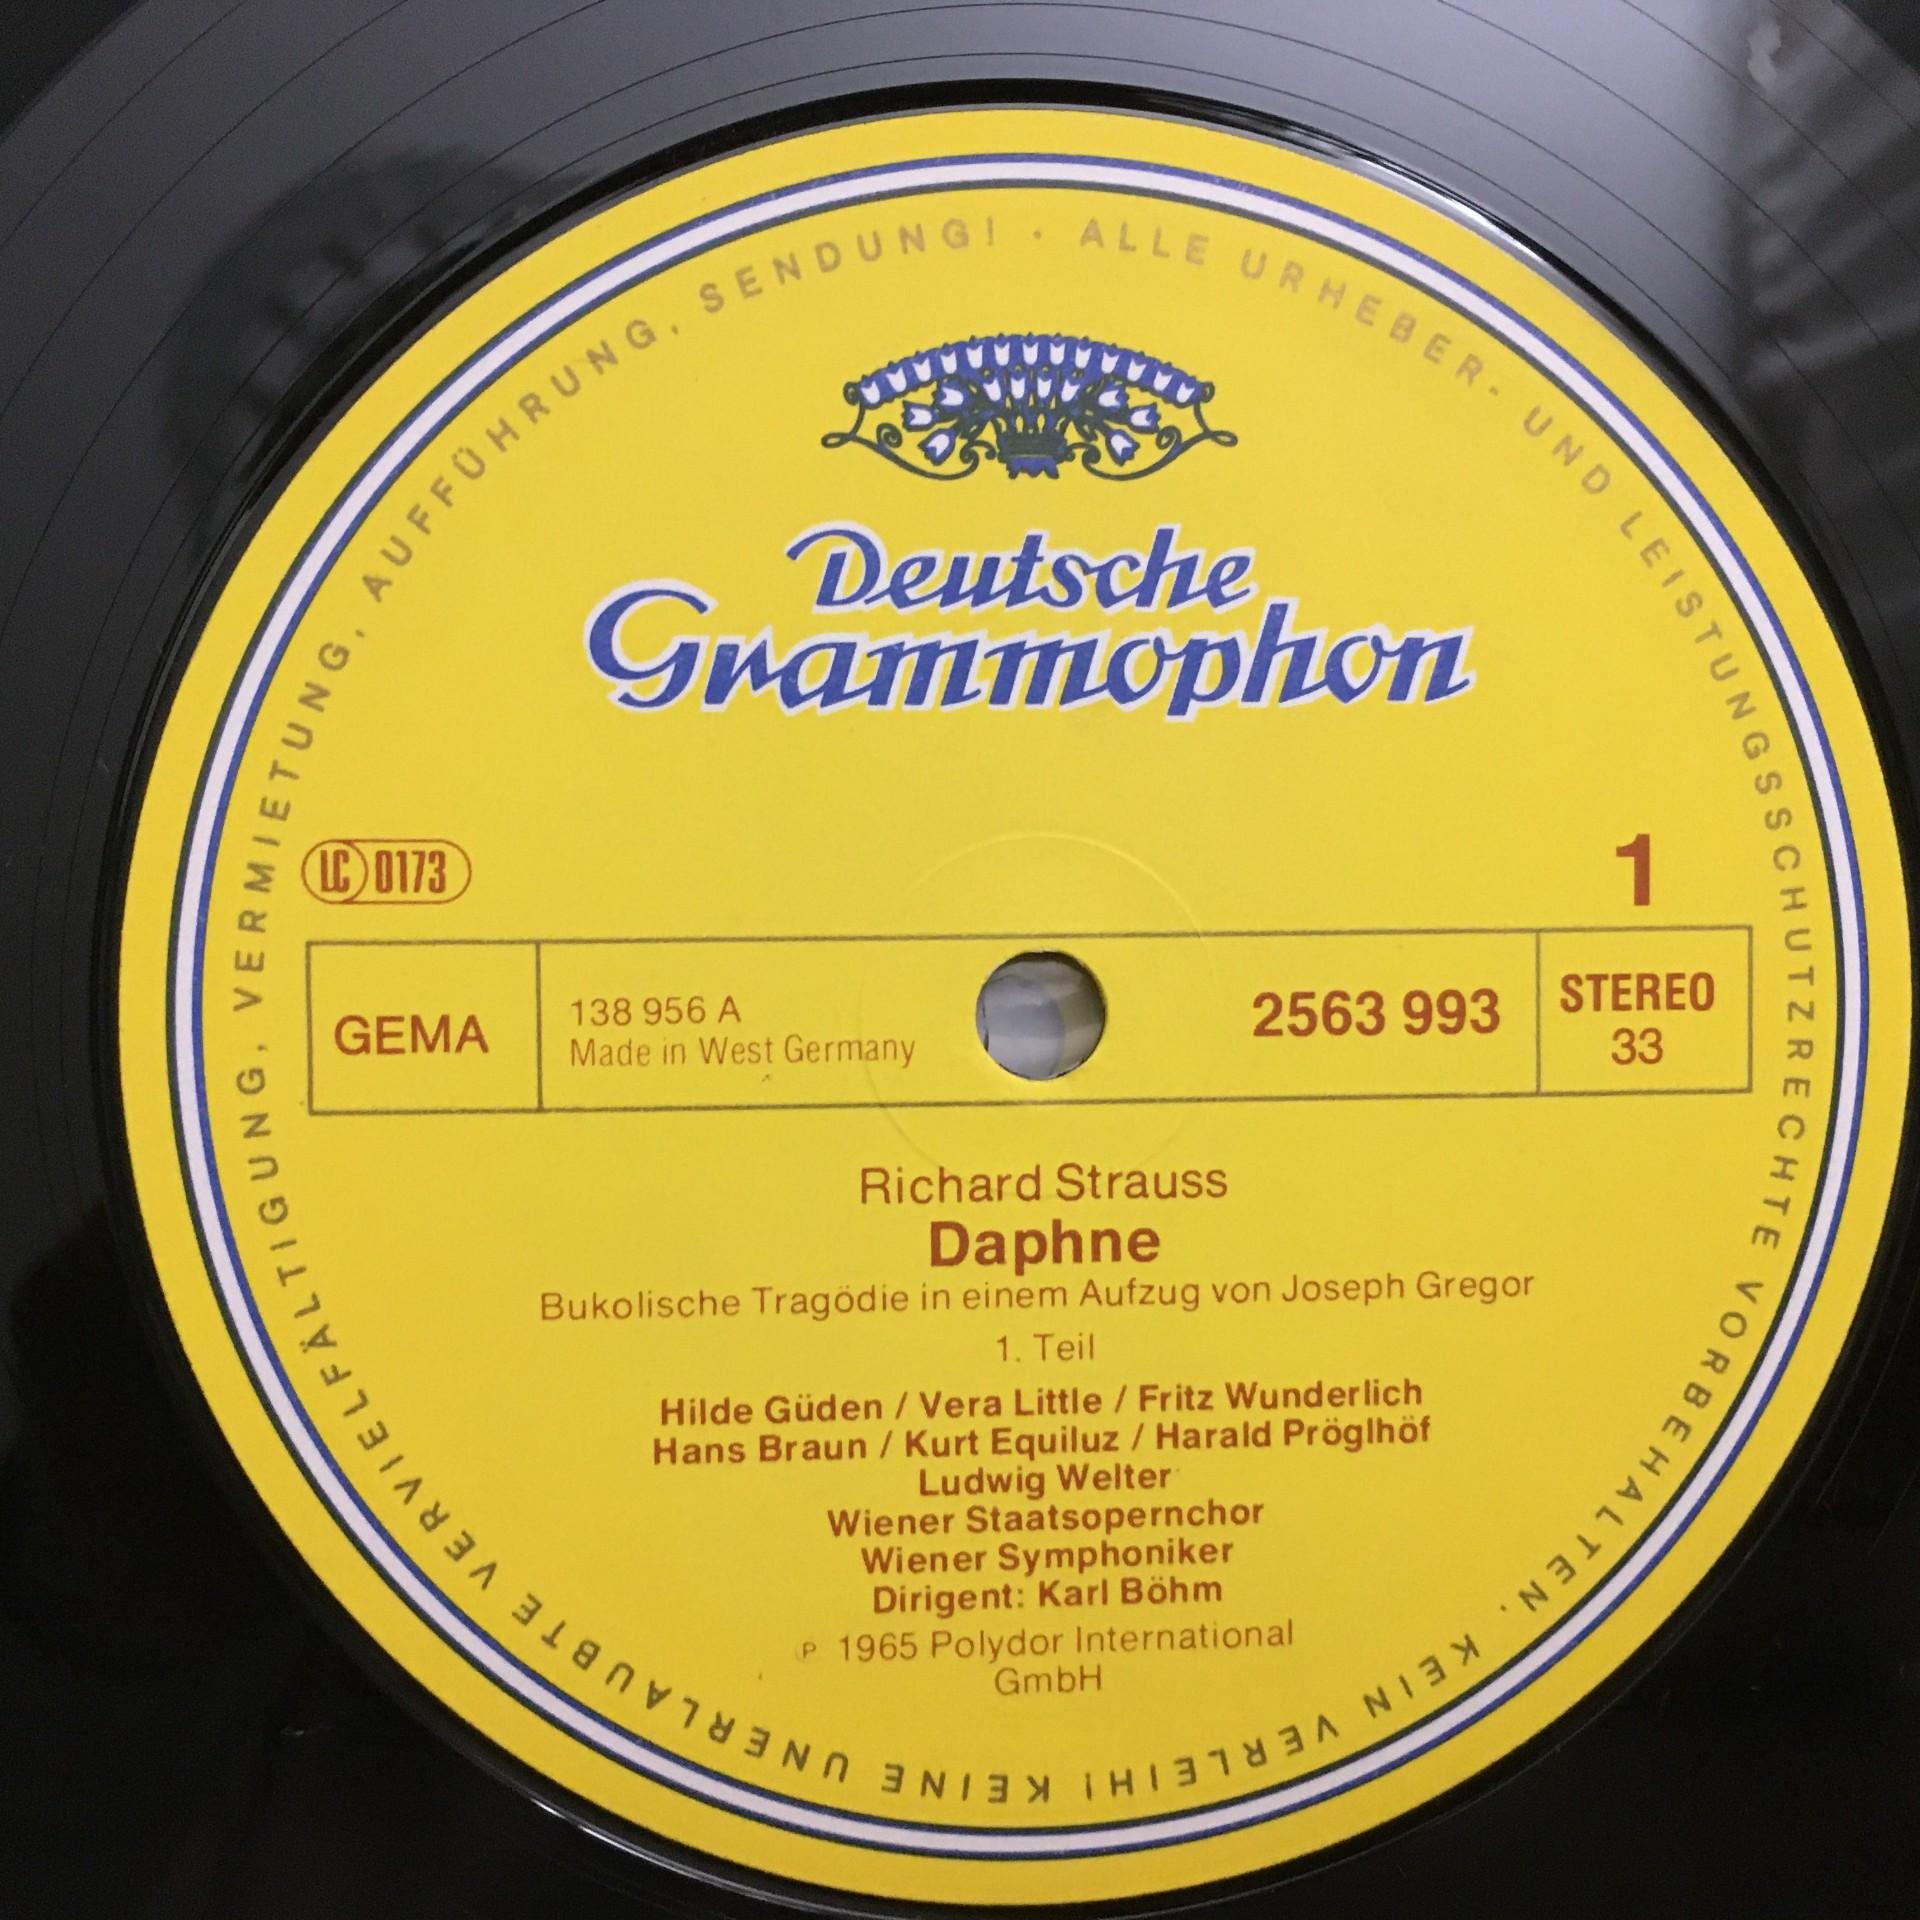 ALLE URHEBER- UND LEISTUNGSSCHUTZRECHTE VORBEHALTEN. KEIN VERLEIH! KEINE UNERLAUBTE VERVIELFÄLTIGUNG, VERMIETUNG, AUFFÜHRUNG, SENDUNG! ·
Deutsche
Grammophon
LC 0173
1
GEMA
138 956 A
Made in West Germany
2563 993
STEREO
33
Richard Strauss
Daphne
Bukolische Tragödie in einem Aufzug von Joseph Gregor
1. Teil
Hilde Güden / Vera Little / Fritz Wunderlich
Hans Braun / Kurt Equiluz / Harald Pröglhöf
Ludwig Welter
Wiener Staatsopernchor
Wiener Symphoniker
Dirigent: Karl Böhm
℗ 1965 Polydor International
GmbH